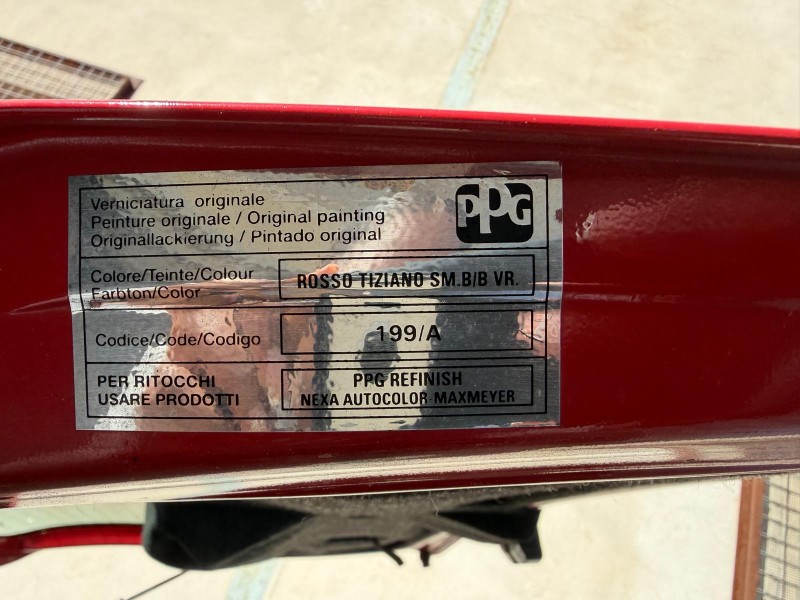 Verniciatura originale
Peinture originale / Original painting
Originallackierung / Pintado original
PPG
Colore/Teinte/Colour
Farbton/Color
ROSSO TIZIANO SM.B/B VR.
Codice/Code/Codigo
199/A
PER RITOCCHI
USARE PRODOTTI
PPG REFINISH
NEXA AUTOCOLOR-MAXMEYER